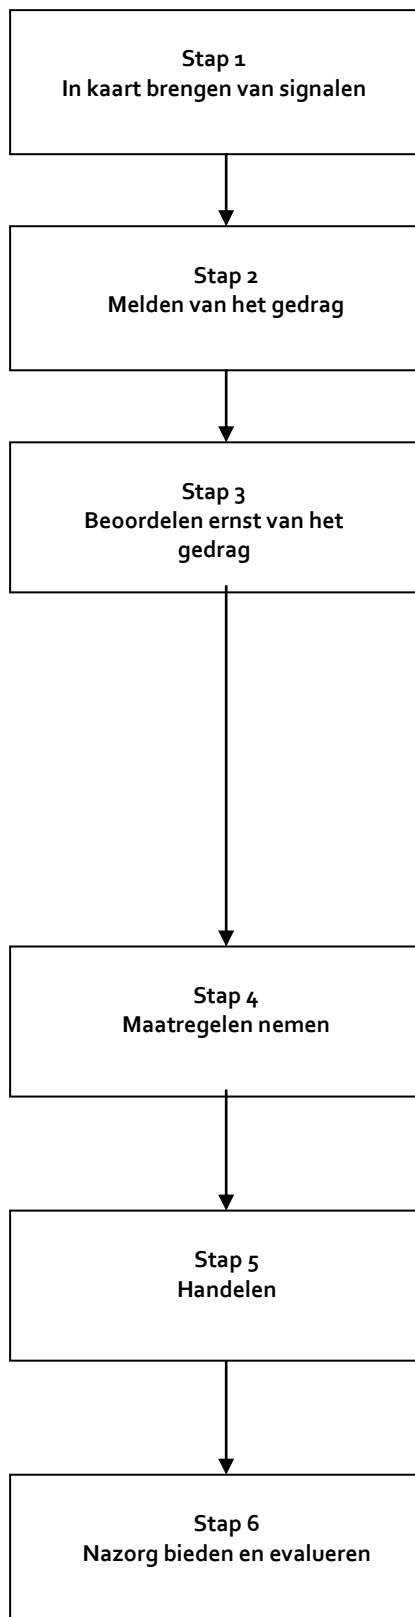 Stap 1
In kaart brengen van signalen
Stap 2
Melden van het gedrag
Stap 3
Beoordelen ernst van het
gedrag
Stap 4
Maatregelen nemen
Stap 5
Handelen
Stap 6
Nazorg bieden en evalueren